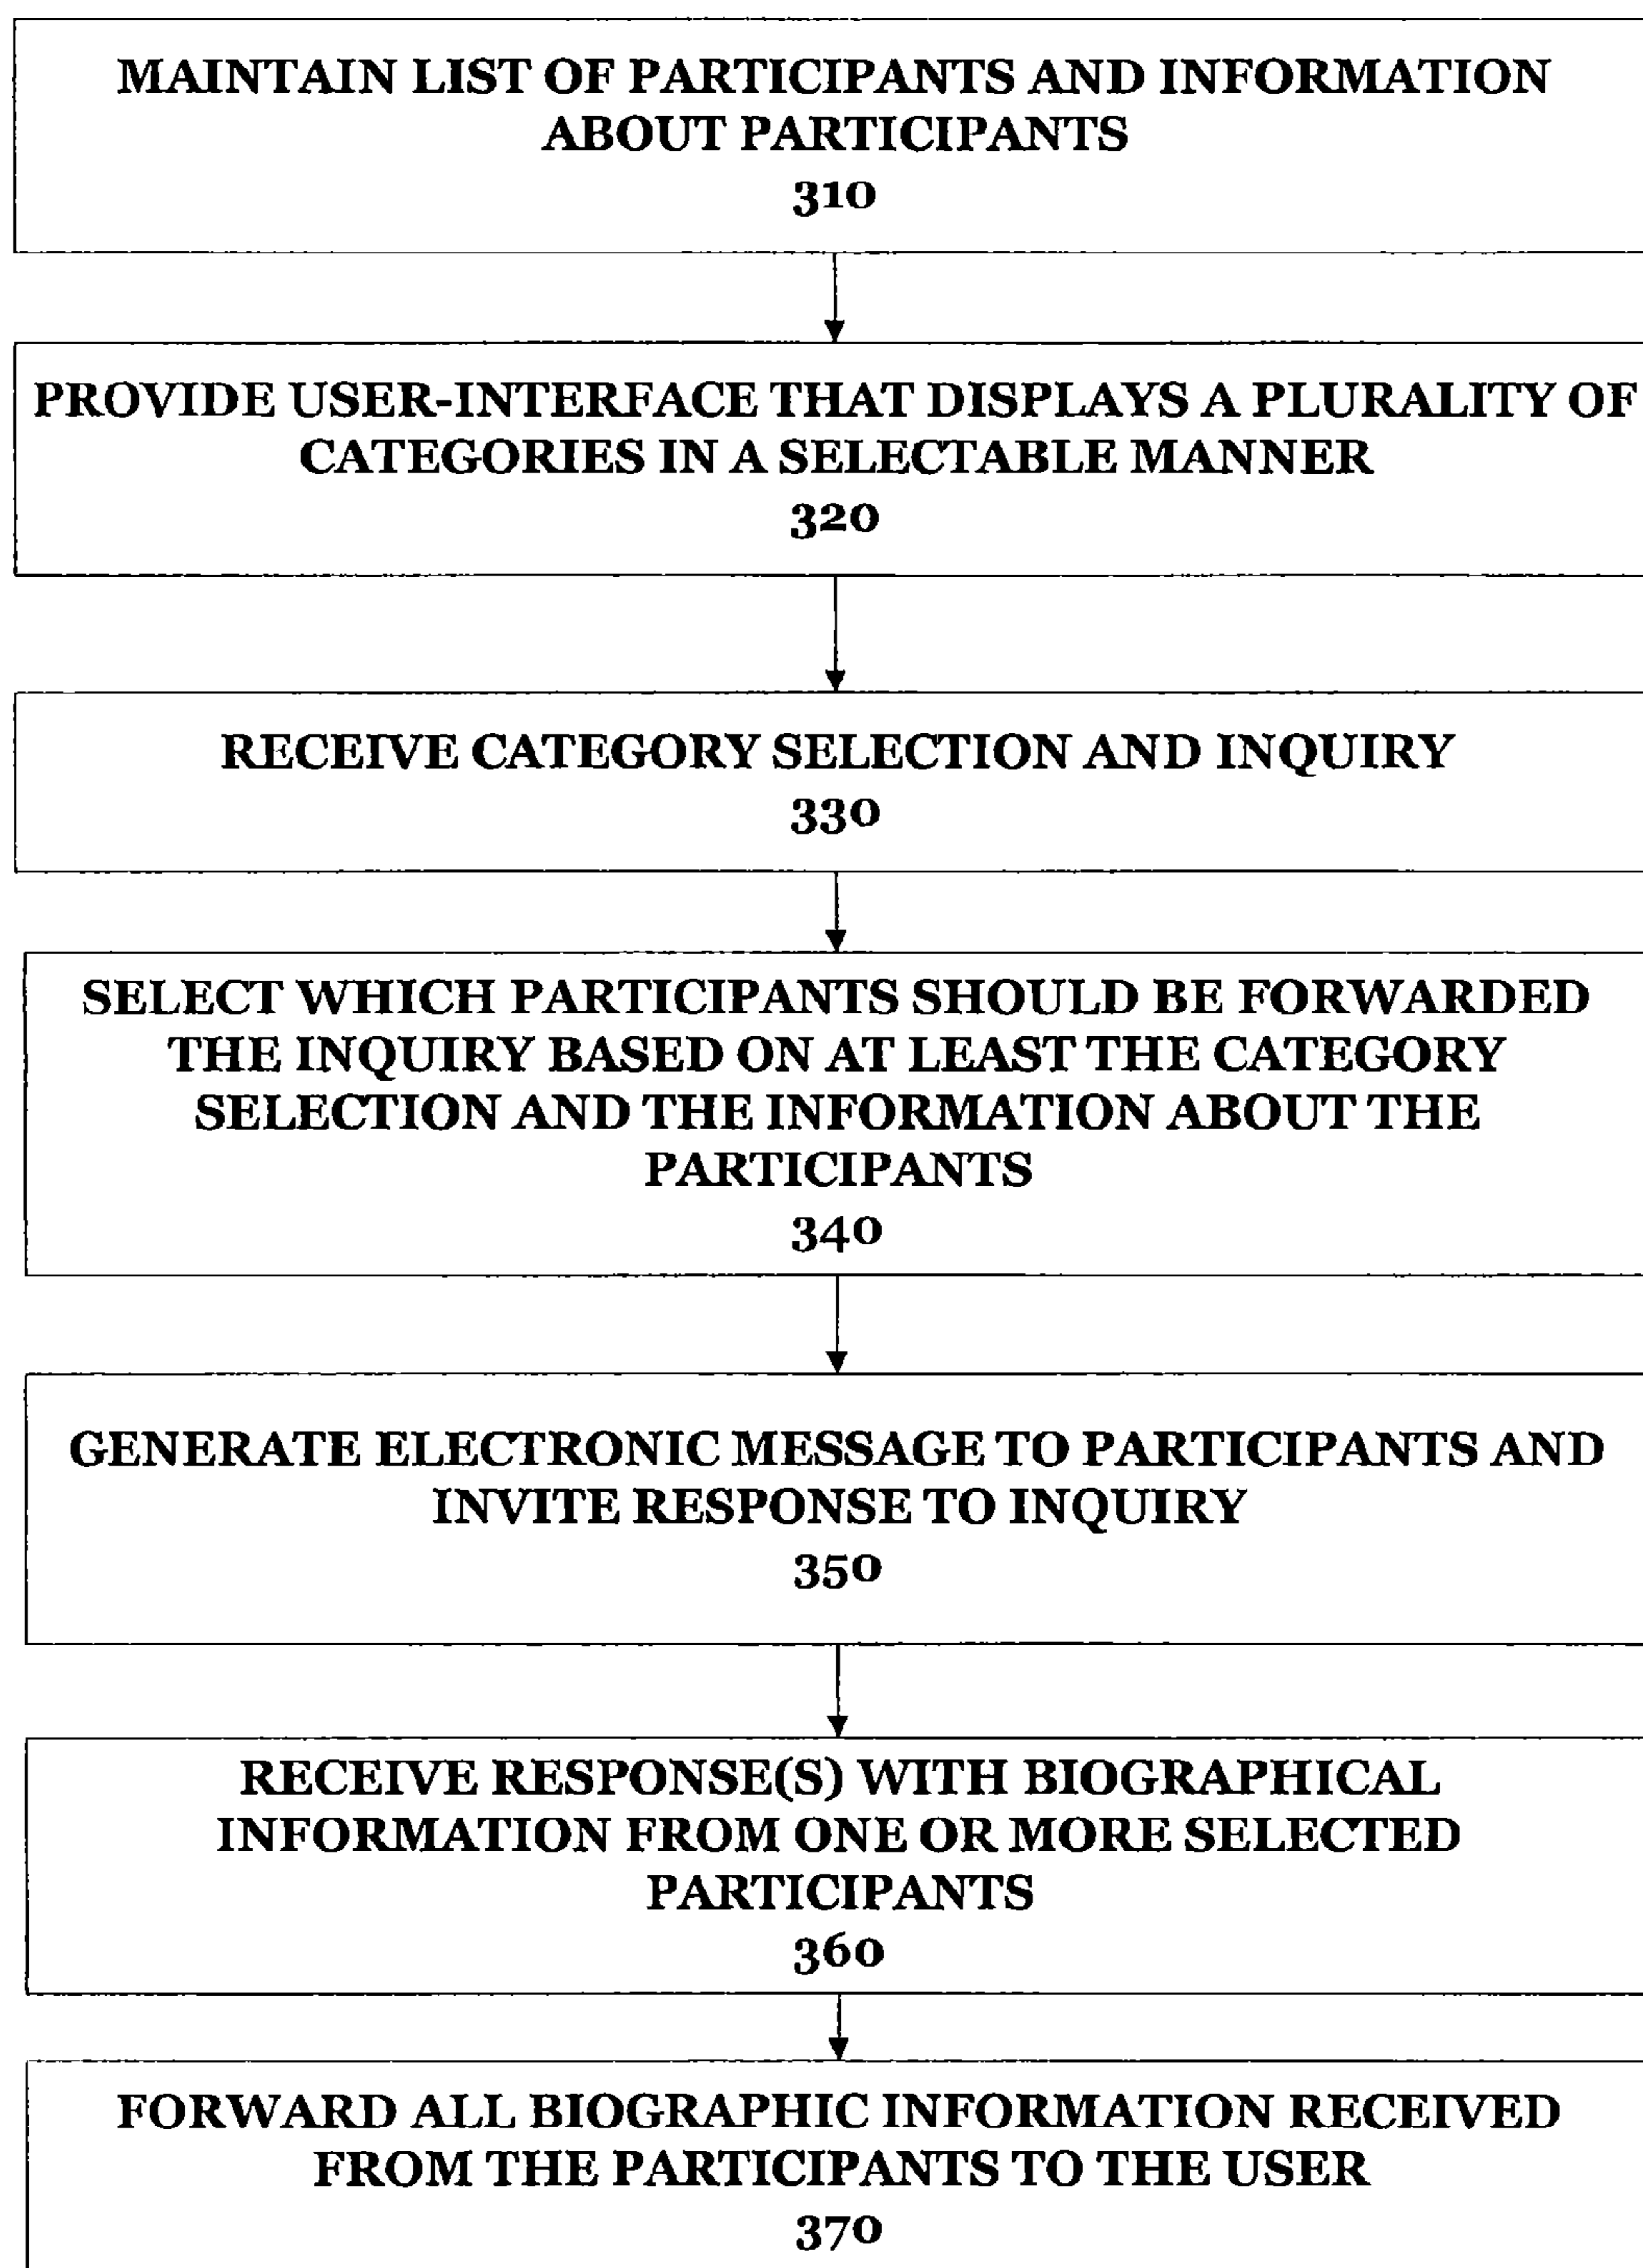 MAINTAIN LIST OF PARTICIPANTS AND INFORMATION
ABOUT PARTICIPANTS
310
PROVIDE USER-INTERFACE THAT DISPLAYS A PLURALITY OF
CATEGORIES IN A SELECTABLE MANNER
320
RECEIVE CATEGORY SELECTION AND INQUIRY
330
SELECT WHICH PARTICIPANTS SHOULD BE FORWARDED
THE INQUIRY BASED ON AT LEAST THE CATEGORY
SELECTION AND THE INFORMATION ABOUT THE
PARTICIPANTS
340
GENERATE ELECTRONIC MESSAGE TO PARTICIPANTS AND
INVITE RESPONSE TO INQUIRY
350
RECEIVE RESPONSE(S) WITH BIOGRAPHICAL
INFORMATION FROM ONE OR MORE SELECTED
PARTICIPANTS
360
FORWARD ALL BIOGRAPHIC INFORMATION RECEIVED
FROM THE PARTICIPANTS TO THE USER
370